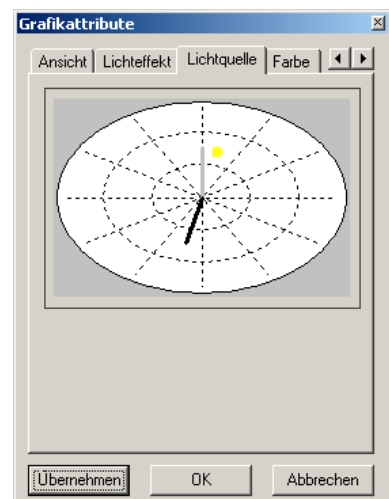 Grafikattribute
Ansicht Lichteffekt Lichtquelle Farbe
Übernehmen OK Abbrechen